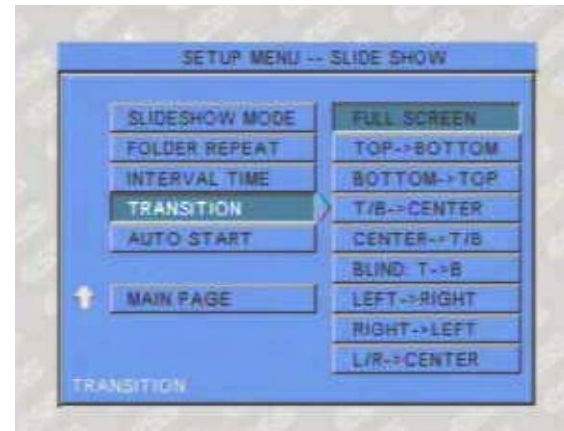 SETUP MENU -- SLIDE SHOW
SLIDESHOW MODE
FOLDER REPEAT
INTERVAL TIME
TRANSITION
AUTO START
MAIN PAGE
FULL SCREEN
TOP->BOTTOM
BOTTOM->TOP
T/B->CENTER
CENTER->T/B
BLIND: T->B
LEFT->RIGHT
RIGHT->LEFT
L/R->CENTER
TRANSITION